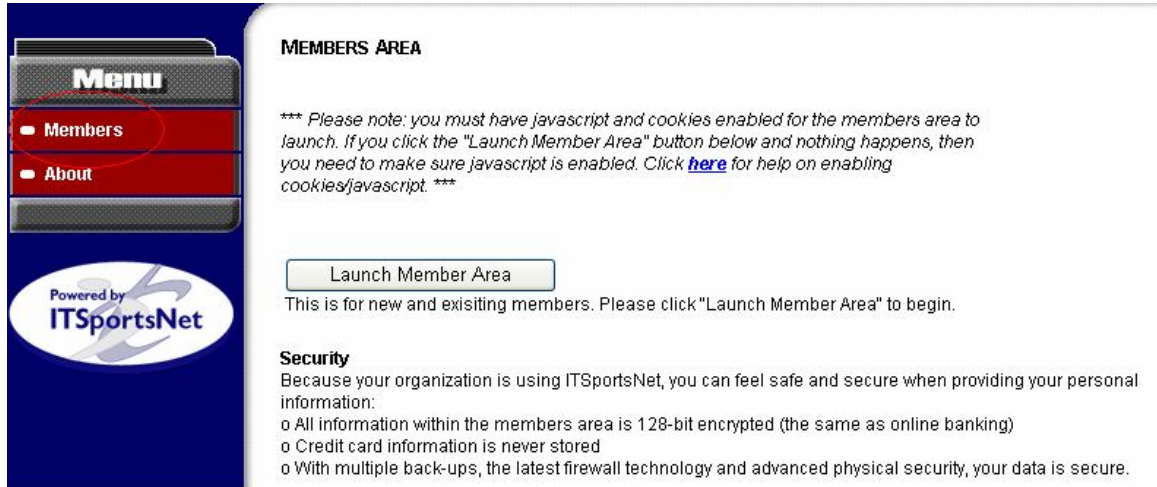 Menu
Members
About
Powered by
ITSportsNet
MEMBERS AREA
*** Please note: you must have javascript and cookies enabled for the members area to
launch. If you click the "Launch Member Area" button below and nothing happens, then
you need to make sure javascript is enabled. Click here for help on enabling
cookies/javascript. ***
Launch Member Area
This is for new and exisiting members. Please click "Launch Member Area" to begin.
Security
Because your organization is using ITSportsNet, you can feel safe and secure when providing your personal
information:
o All information within the members area is 128-bit encrypted (the same as online banking)
o Credit card information is never stored
o With multiple back-ups, the latest firewall technology and advanced physical security, your data is secure.